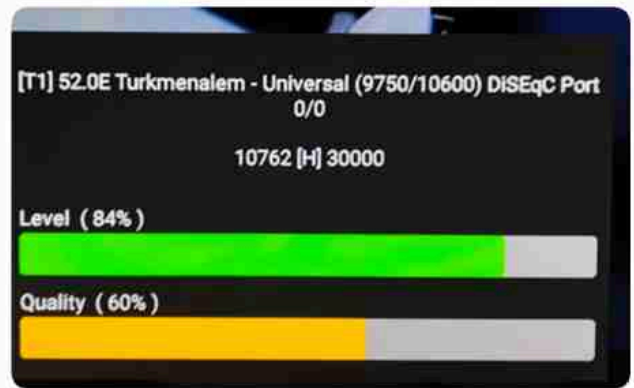 [T1] 52.0E Turkmenalem - Universal (9750/10600) DiSEqC Port
0/0
10762 [H] 30000
Level ( 84% )
Quality ( 60% )